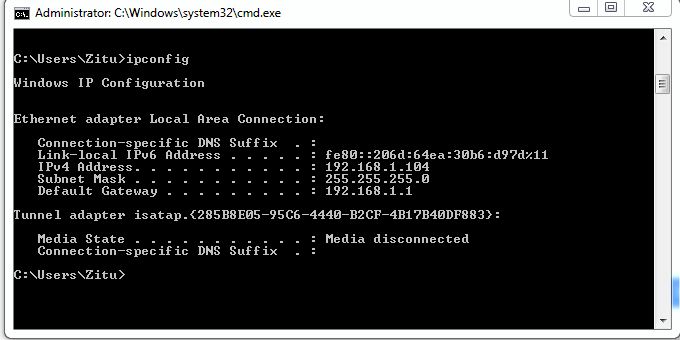 Administrator: C:\Windows\system32\cmd.exe
C:\Users\Zitu>ipconfig
Windows IP Configuration
Ethernet adapter Local Area Connection:
Connection-specific DNS Suffix  . :
Link-local IPv6 Address . . . . . : fe80::206d:64ea:30b6:d97d%11
IPv4 Address. . . . . . . . . . . : 192.168.1.104
Subnet Mask . . . . . . . . . . . : 255.255.255.0
Default Gateway . . . . . . . . . : 192.168.1.1
Tunnel adapter isatap.{285B8E05-95C6-4440-B2CF-4B17B40DF883}:
Media State . . . . . . . . . . . : Media disconnected
Connection-specific DNS Suffix  . :
C:\Users\Zitu>